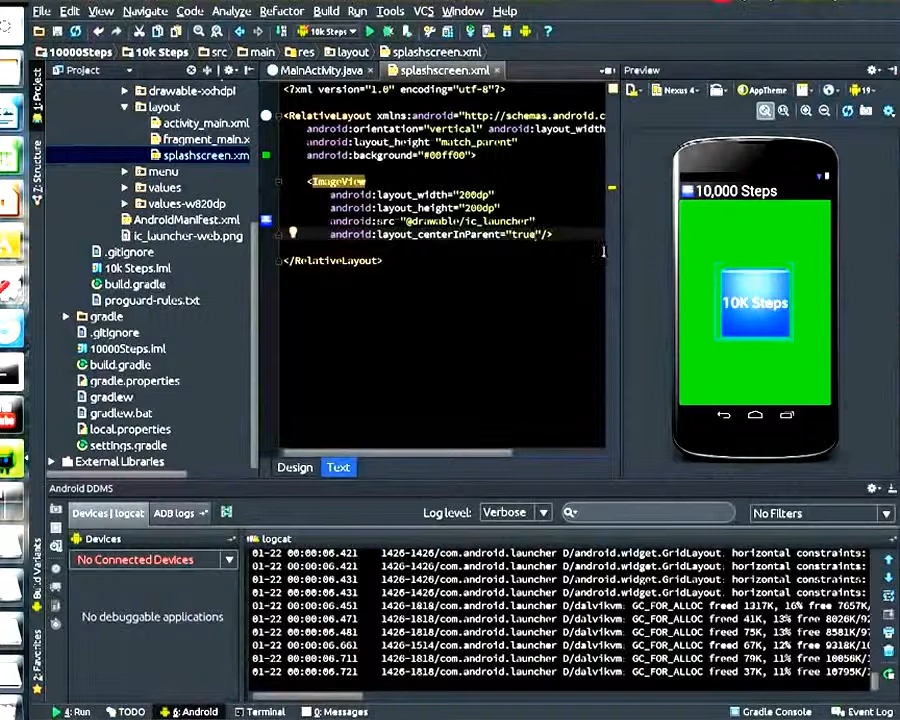 File Edit View Navigate Code Analyze Refactor Build Run Tools VCS Window Help
10k Steps
10000Steps 10k Steps src main res layout splashscreen.xml
Project
MainActivity.java splashscreen.xml
Preview
Nexus 4 AppTheme 19
1: Project
Z: Structure
Build Variants
2: Favorites
drawable-xxhdpi
layout
activity_main.xml
fragment_main.x
splashscreen.xm
menu
values
values-w820dp
AndroidManifest.xml
ic_launcher-web.png
.gitignore
10k Steps.iml
build.gradle
proguard-rules.txt
gradle
.gitignore
10000Steps.iml
build.gradle
gradle.properties
gradlew
gradlew.bat
local.properties
settings.gradle
External Libraries
<?xml version="1.0" encoding="utf-8"?>
<RelativeLayout xmlns:android="http://schemas.android.c
android:orientation="vertical" android:layout_width
android:layout_height "match_parent"
android:background="#00ff00">
<ImageView
android:layout_width="200dp"
android:layout_height="200dp"
android:src "@drawable/ic_launcher"
android:layout_centerInParent="true"/>
</RelativeLayout>
Design Text
10,000 Steps
10K Steps
Android DDMS
Devices | logcat ADB logs
Log level: Verbose
No Filters
Devices
logcat
No Connected Devices
No debuggable applications
01-22 00:00:06.421 1426-1426/com.android.launcher D/android.widget.GridLayout: horizontal constraints:
01-22 00:00:06.421 1426-1426/com.android.launcher D/android.widget.GridLayout: horizontal constraints:
01-22 00:00:06.431 1426-1426/com.android.launcher D/android.widget.GridLayout: horizontal constraints:
01-22 00:00:06.431 1426-1426/com.android.launcher D/android.widget.GridLayout: horizontal constraints:
01-22 00:00:06.451 1426-1818/com.android.launcher D/dalvikvm: GC_FOR_ALLOC freed 1317K, 16% free 7657K/
01-22 00:00:06.471 1426-1818/com.android.launcher D/dalvikvm: GC_FOR_ALLOC freed 41K, 13% free 8026K/9
01-22 00:00:06.481 1426-1818/com.android.launcher D/dalvikvm: GC_FOR_ALLOC freed 75K, 13% free 8581K/9
01-22 00:00:06.661 1426-1514/com.android.launcher D/dalvikvm: GC_FOR_ALLOC freed 67K, 12% free 9318K/1
01-22 00:00:06.711 1426-1818/com.android.launcher D/dalvikvm: GC_FOR_ALLOC freed 79K, 11% free 10056K/
01-22 00:00:06.721 1426-1818/com.android.launcher D/dalvikvm: GC_FOR_ALLOC freed 37K, 11% free 10795K/
4: Run TODO 6: Android Terminal 0: Messages Gradle Console Event Log